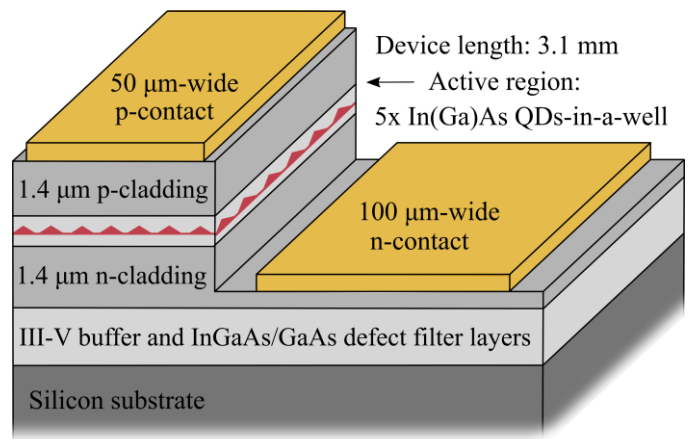 50 μm-wide
p-contact
Device length: 3.1 mm
Active region:
5x In(Ga)As QDs-in-a-well
1.4 μm p-cladding
100 μm-wide
n-contact
1.4 μm n-cladding
III-V buffer and InGaAs/GaAs defect filter layers
Silicon substrate